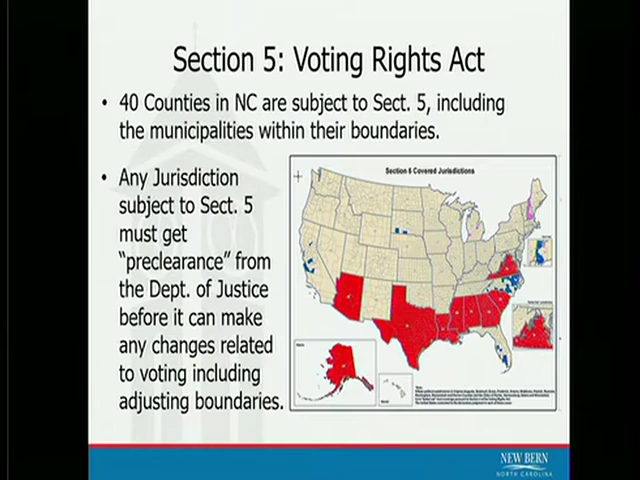 Section 5: Voting Rights Act
• 40 Counties in NC are subject to Sect. 5, including
the municipalities within their boundaries.
• Any Jurisdiction
subject to Sect. 5
must get
“preclearance” from
the Dept. of Justice
before it can make
any changes related
to voting including
adjusting boundaries.
Section 5 Covered Jurisdictions
NEW BERN
NORTH CAROLINA